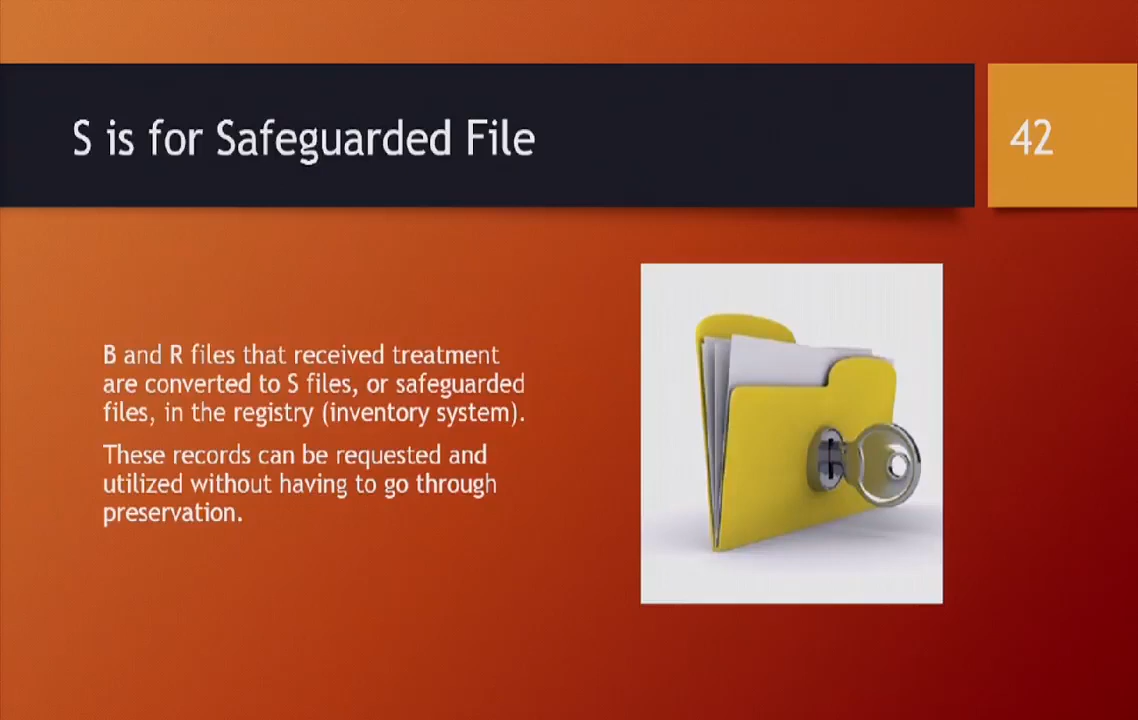 S is for Safeguarded File
42
B and R files that received treatment
are converted to S files, or safeguarded
files, in the registry (inventory system).
These records can be requested and
utilized without having to go through
preservation.